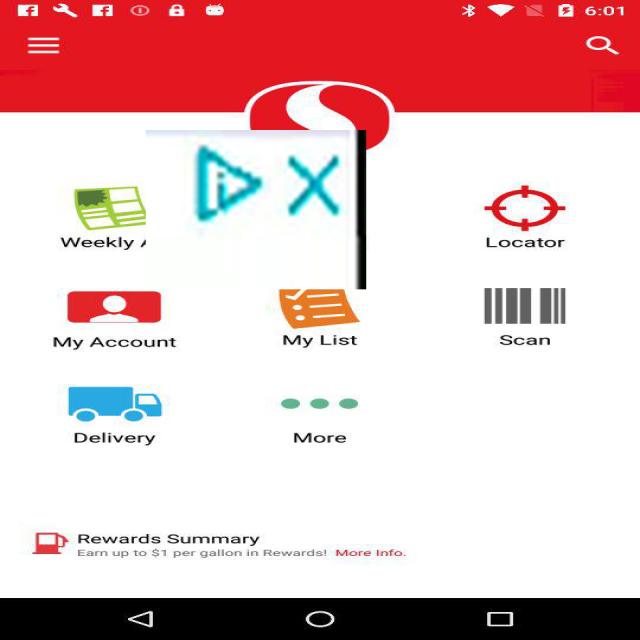 6:01
Weekly
Locator
My Account
My List
Scan
Delivery
More
Rewards Summary
Earn up to $1 per gallon in Rewards! More Info.